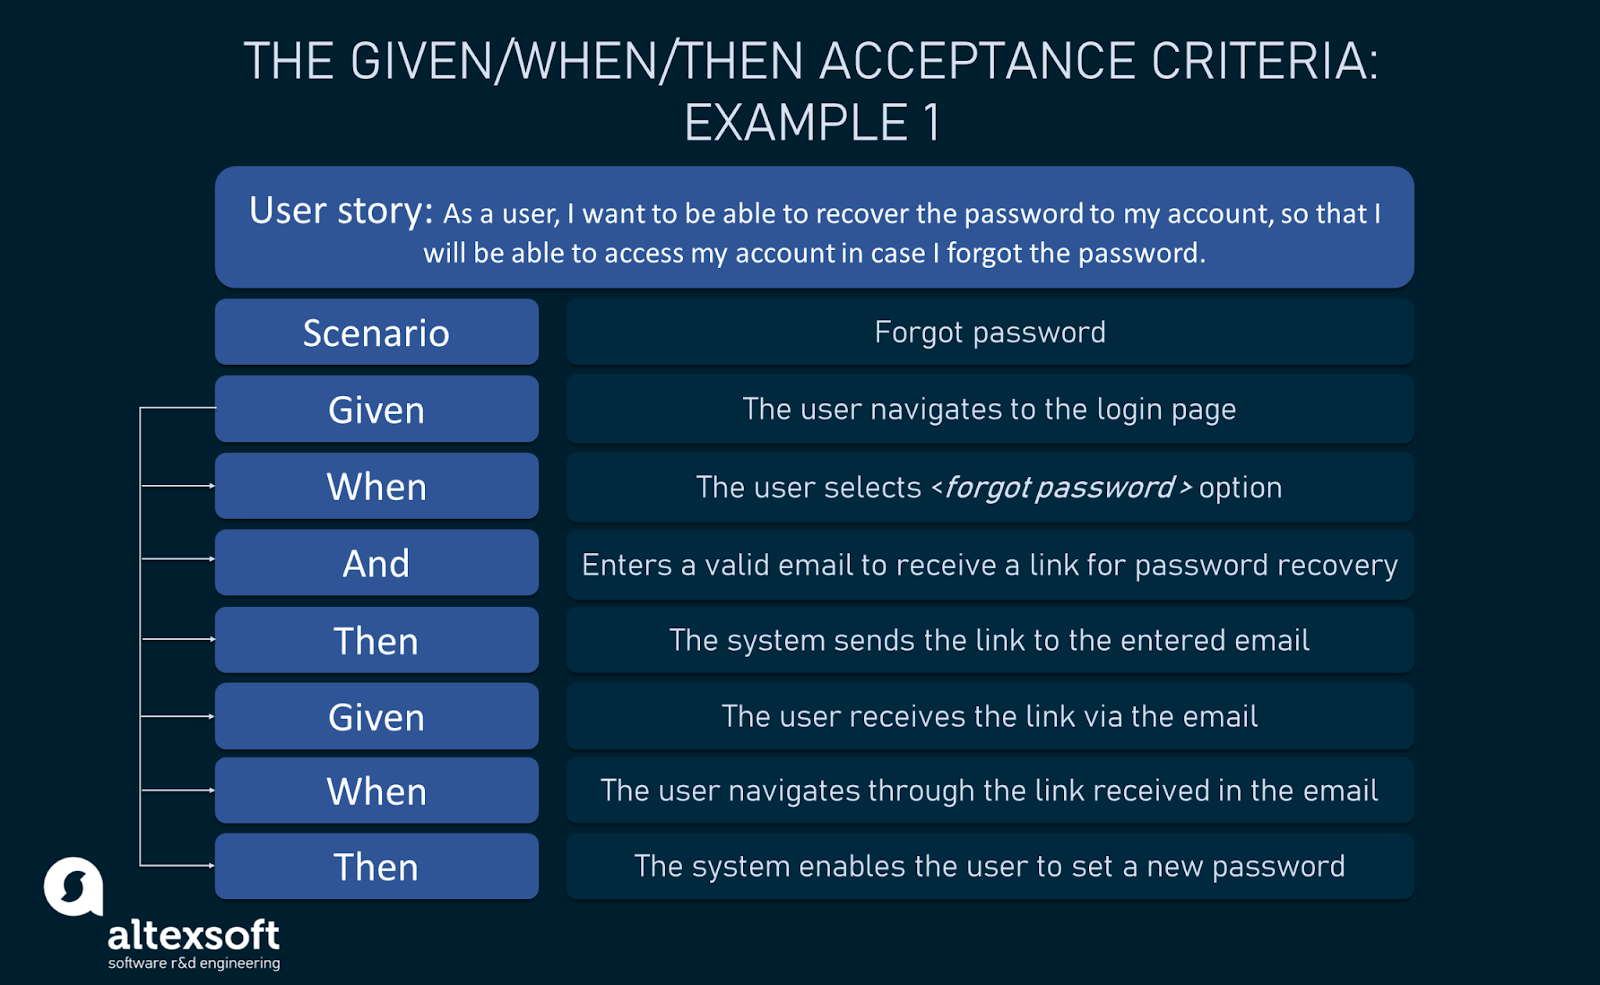 THE GIVEN/WHEN/THEN ACCEPTANCE CRITERIA:
EXAMPLE 1
User story: As a user, I want to be able to recover the password to my account, so that I
will be able to access my account in case I forgot the password.
Scenario
Forgot password
Given
The user navigates to the login page
When
The user selects <forgot password> option
And
Enters a valid email to receive a link for password recovery
Then
The system sends the link to the entered email
Given
The user receives the link via the email
When
The user navigates through the link received in the email
Then
The system enables the user to set a new password
altexsoft
software r&d engineering